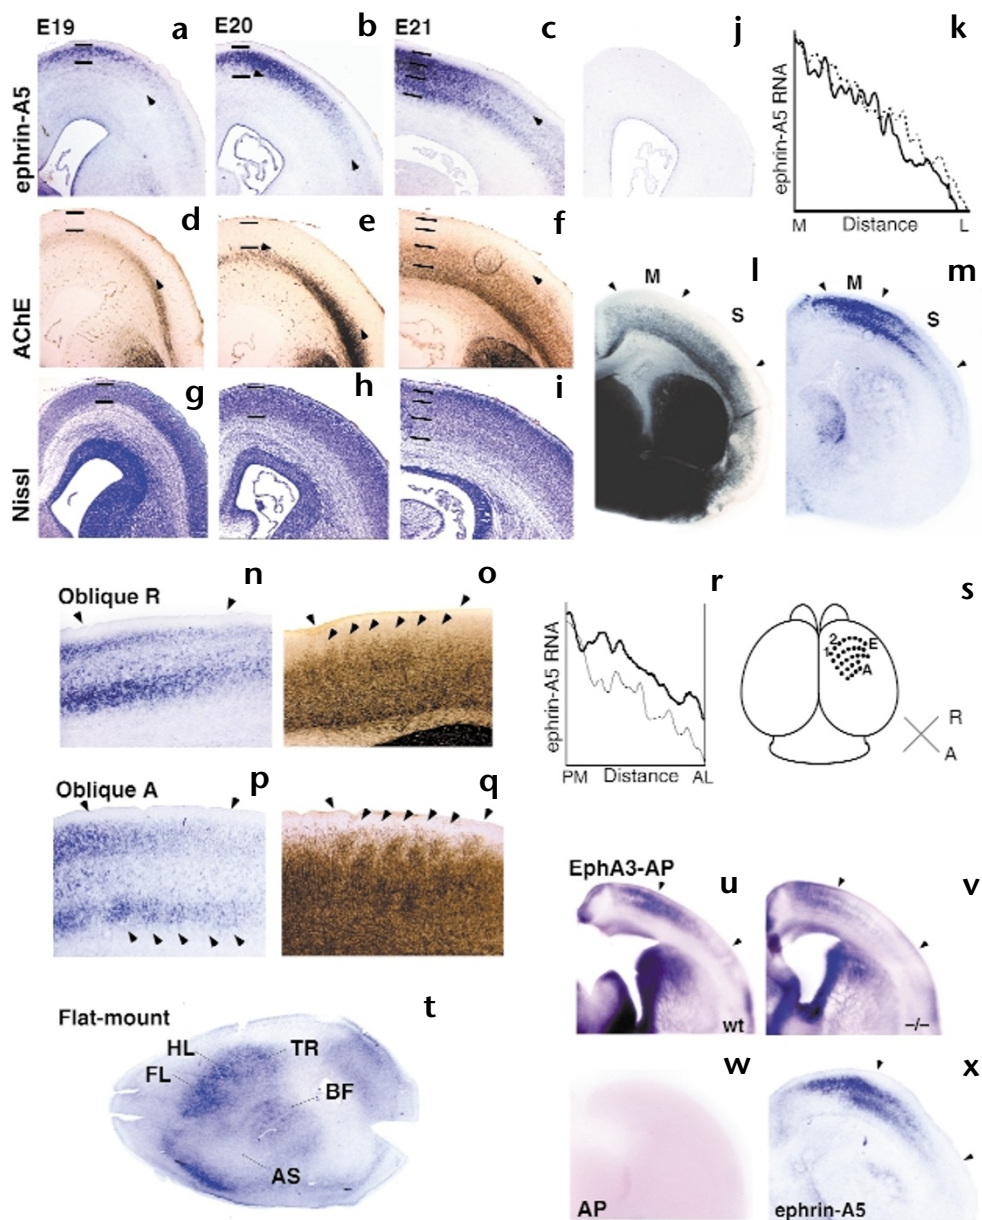 E19 a E20 b E21 c j k
ephrin-A5
ephrin-A5 RNA
M Distance L
d e f
AChE
l m
M S M S
g h i
Nissl
Oblique R n o r s
ephrin-A5 RNA
PM Distance AL
2
1 E
A
R
A
Oblique A p q
EphA3-AP u v
wt -/-
Flat-mount t
HL TR
FL BF
AS
w x
AP ephrin-A5